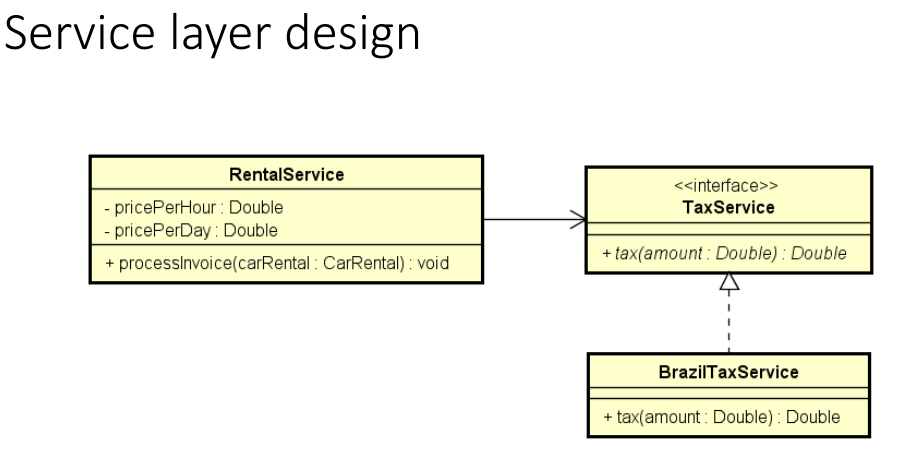 Service layer design
RentalService
- pricePerHour : Double
- pricePerDay : Double
+ processInvoice(carRental : CarRental) : void
<<interface>>
TaxService
+ tax(amount : Double) : Double
BrazilTaxService
+ tax(amount : Double) : Double